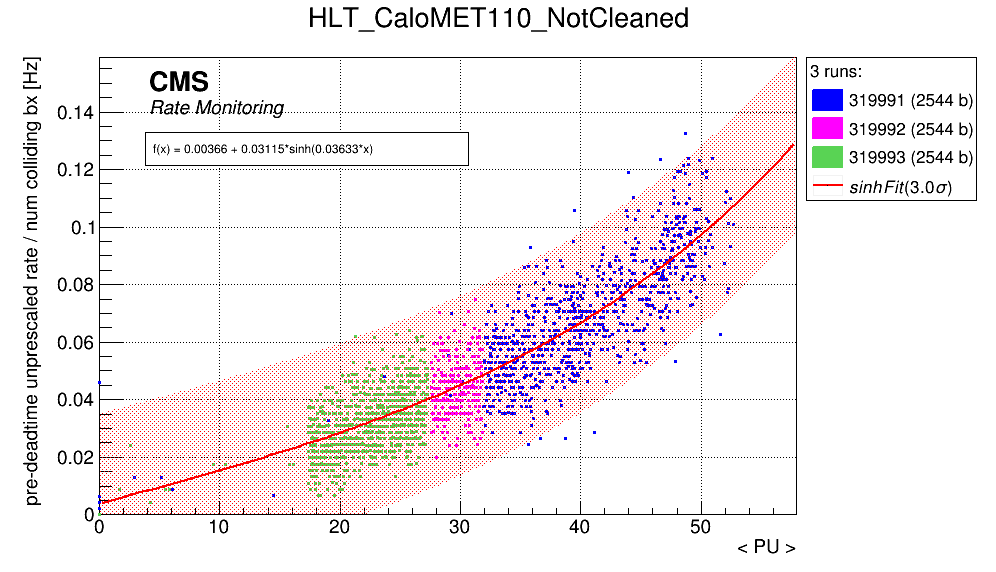 HLT_CaloMET110_NotCleaned
pre-deadtime unprescaled rate / num colliding bx [Hz]
CMS
Rate Monitoring
f(x) = 0.00366 + 0.03115*sinh(0.03633*x)
3 runs:
319991 (2544 b)
319992 (2544 b)
319993 (2544 b)
sinhFit(3.0σ)
0.14
0.12
0.1
0.08
0.06
0.04
0.02
0
0 10 20 30 40 50
< PU >